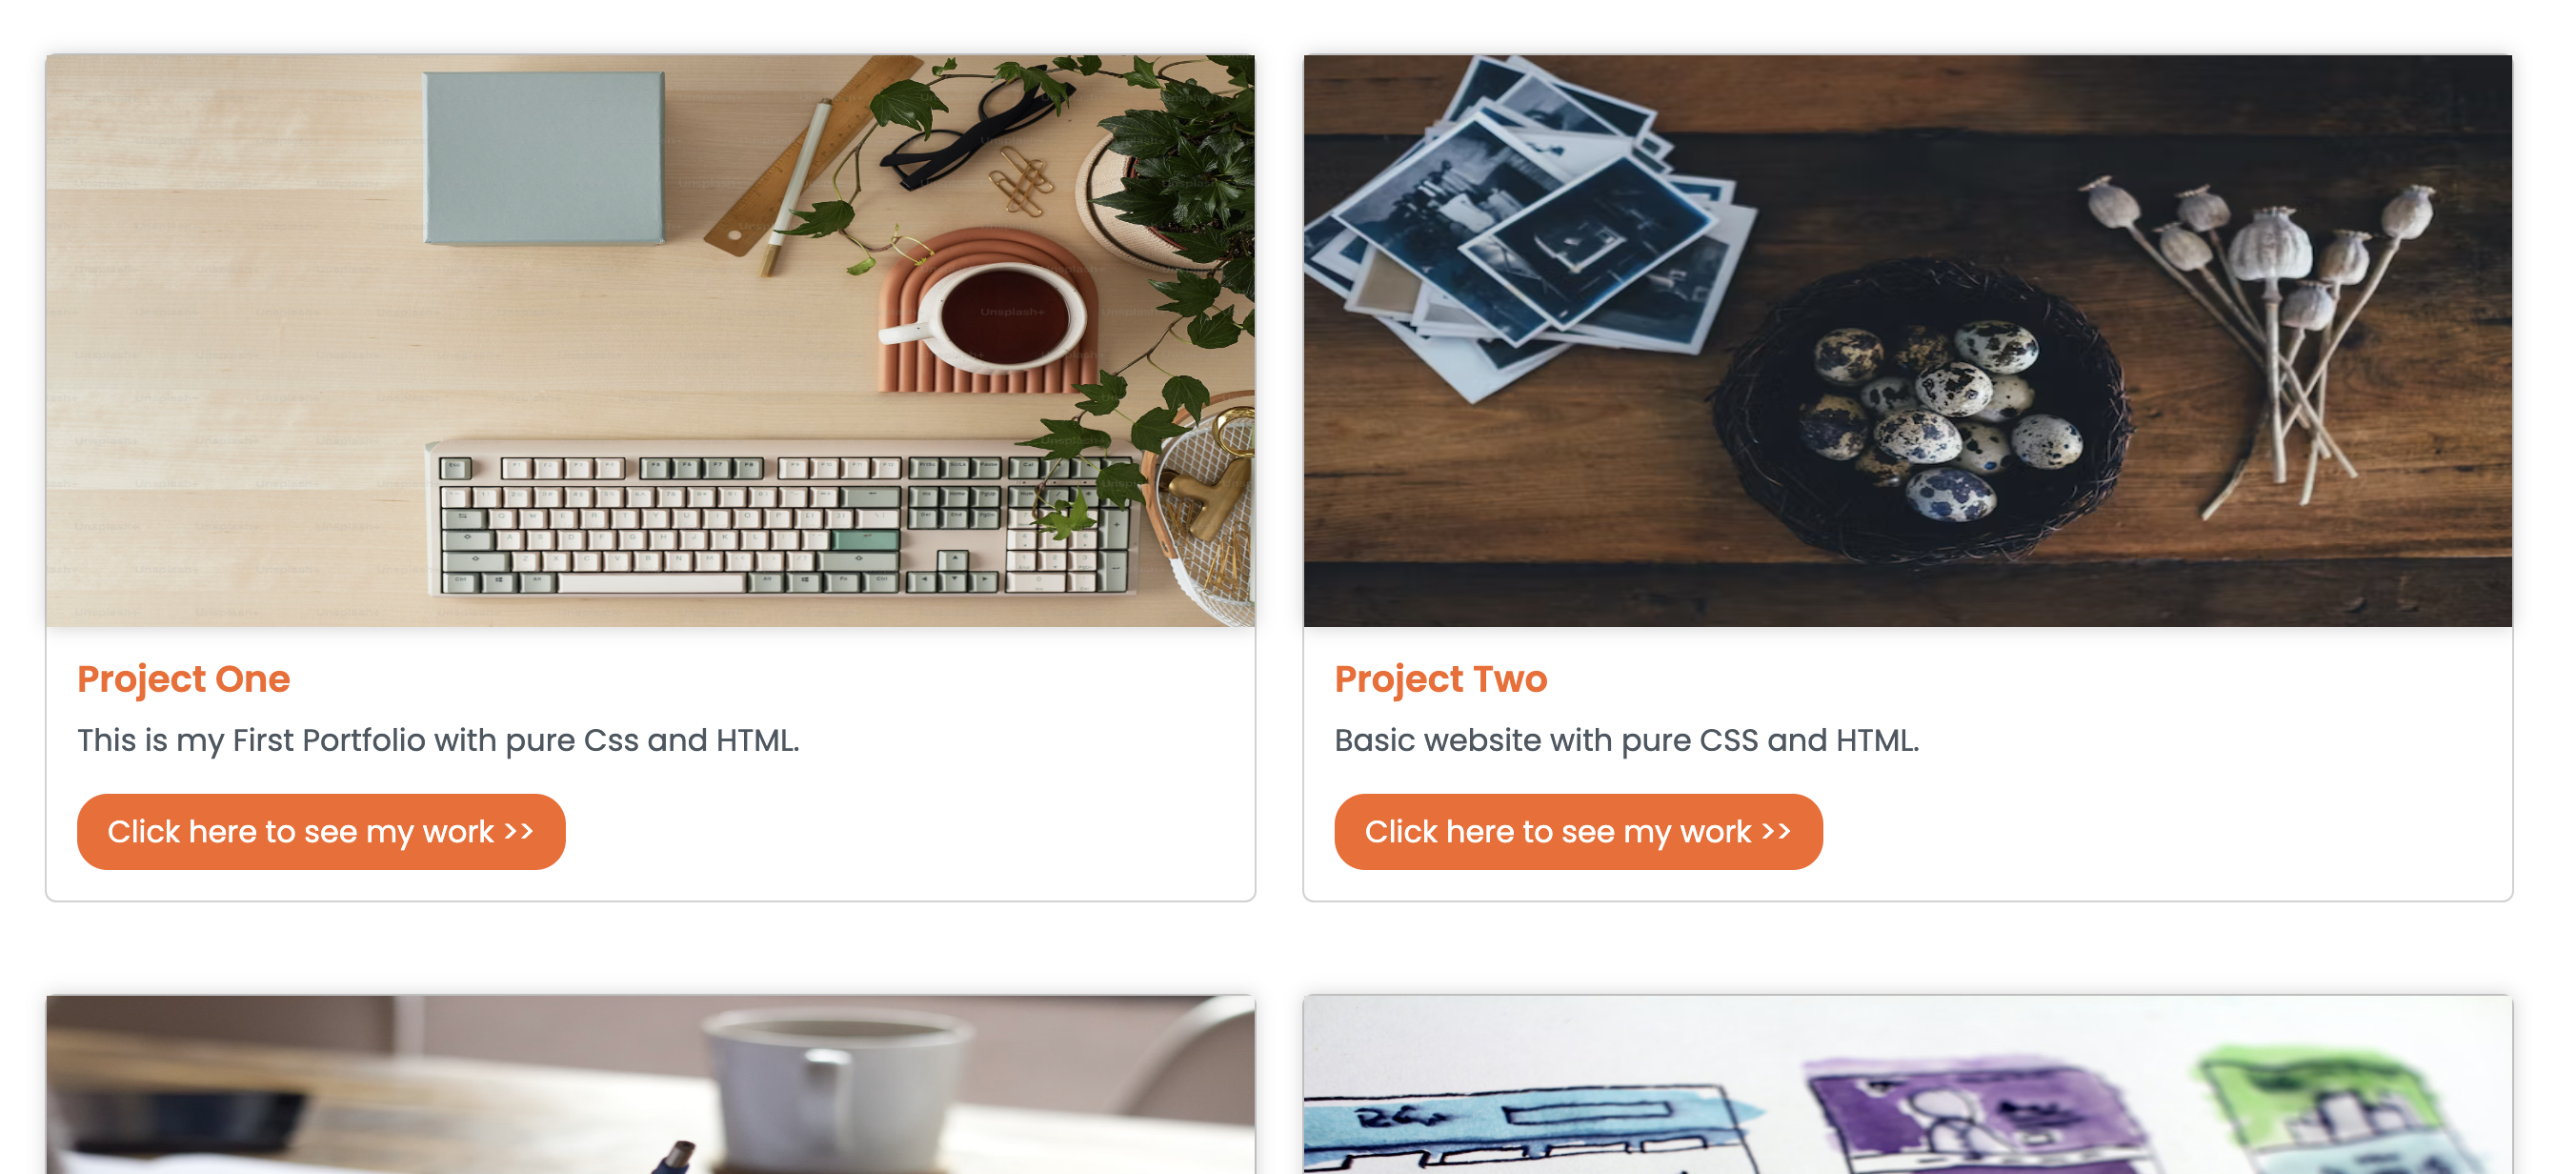 Project One
This is my First Portfolio with pure Css and HTML.
Click here to see my work >>
Project Two
Basic website with pure CSS and HTML.
Click here to see my work >>